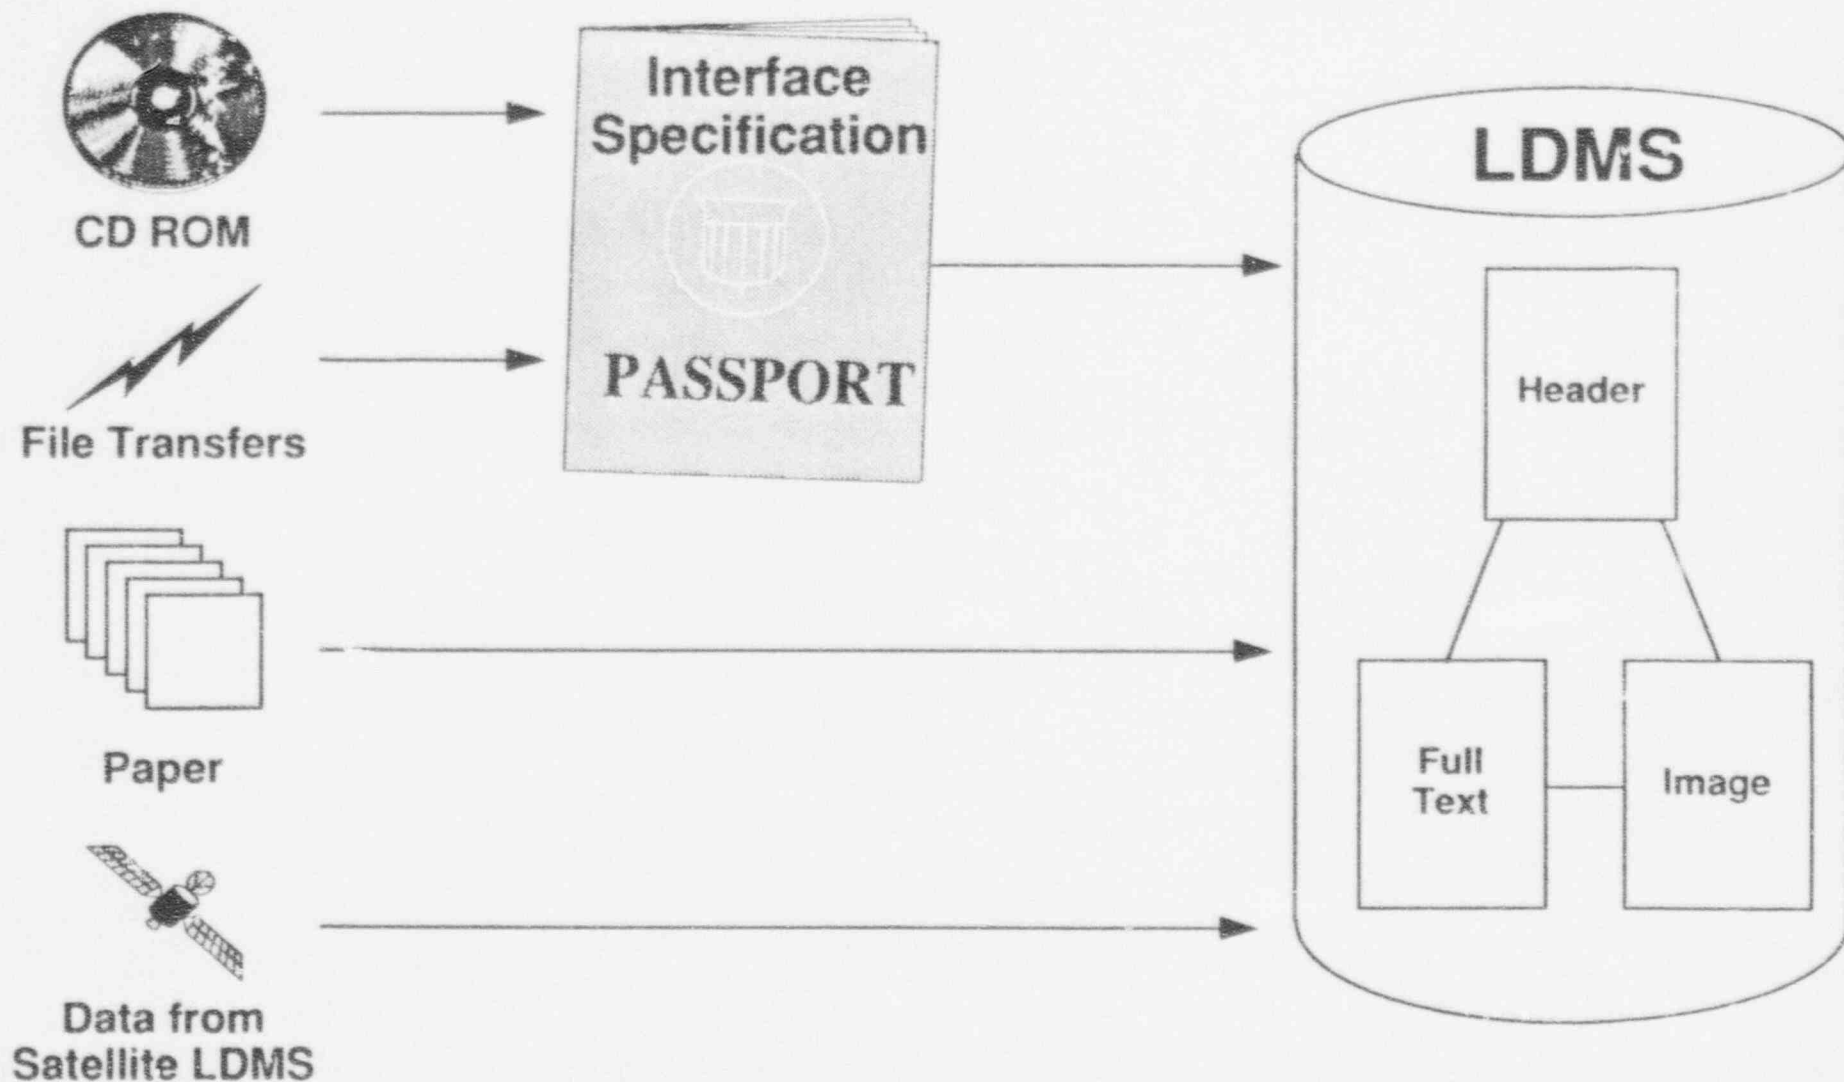 CD ROM
File Transfers
Paper
Data from
Satellite LDMS
Interface
Specification
PASSPORT
LDMS
Header
Full
Text
Image